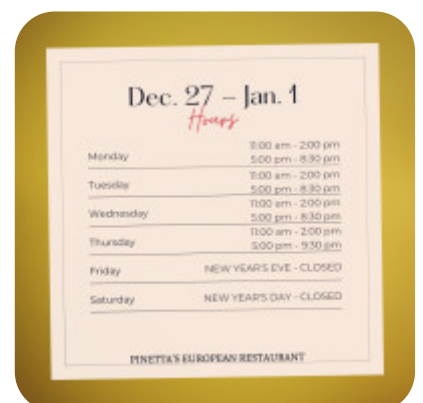 Dec. 27 – Jan. 1
Hours
Monday 11:00 am - 2:00 pm
5:00 pm - 8:30 pm
Tuesday 11:00 am - 2:00 pm
5:00 pm - 8:30 pm
Wednesday 11:00 am - 2:00 pm
5:00 pm - 8:30 pm
Thursday 11:00 am - 2:00 pm
5:00 pm - 9:30 pm
Friday NEW YEAR'S EVE - CLOSED
Saturday NEW YEAR'S DAY - CLOSED
PINETTA'S EUROPEAN RESTAURANT